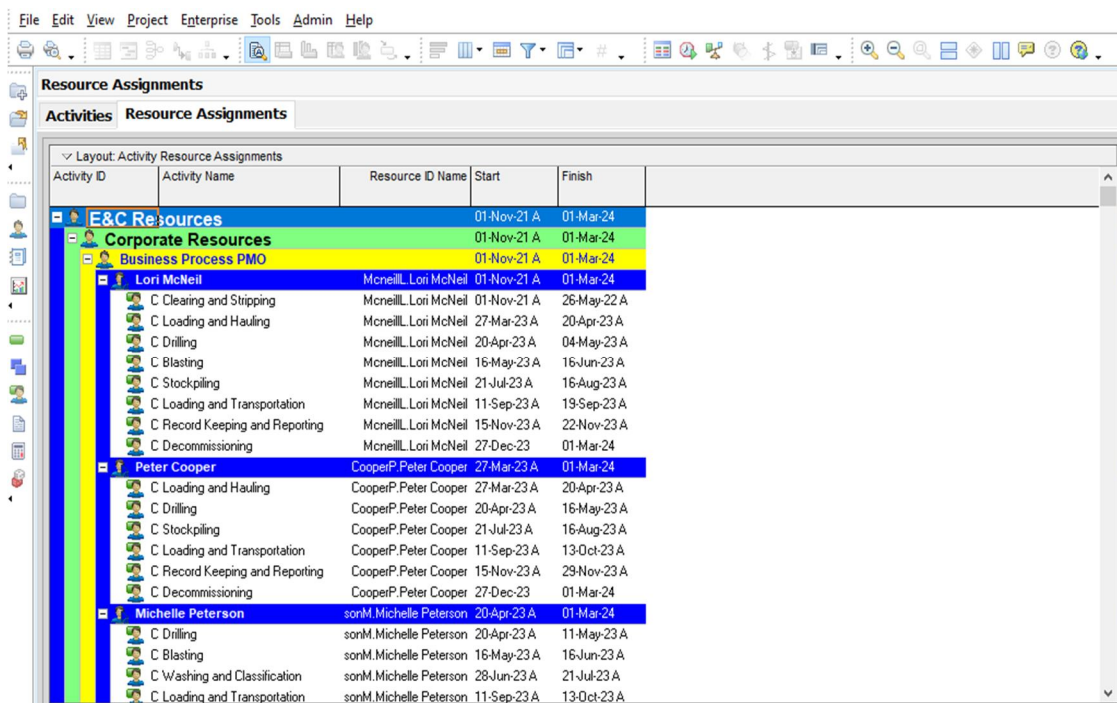 File Edit View Project Enterprise Tools Admin Help
Resource Assignments
Activities Resource Assignments
Layout: Activity Resource Assignments
Activity ID Activity Name Resource ID Name Start Finish
E&C Resources 01-Nov-21 A 01-Mar-24
Corporate Resources 01-Nov-21 A 01-Mar-24
Business Process PMO 01-Nov-21 A 01-Mar-24
Lori McNeil McneillL.Lori McNeil 01-Nov-21 A 01-Mar-24
C Clearing and Stripping McneillL.Lori McNeil 01-Nov-21 A 26-May-22 A
C Loading and Hauling McneillL.Lori McNeil 27-Mar-23 A 20-Apr-23 A
C Drilling McneillL.Lori McNeil 20-Apr-23 A 04-May-23 A
C Blasting McneillL.Lori McNeil 16-May-23 A 16-Jun-23 A
C Stockpiling McneillL.Lori McNeil 21-Jul-23 A 16-Aug-23 A
C Loading and Transportation McneillL.Lori McNeil 11-Sep-23 A 19-Sep-23 A
C Record Keeping and Reporting McneillL.Lori McNeil 15-Nov-23 A 22-Nov-23 A
C Decommissioning McneillL.Lori McNeil 27-Dec-23 01-Mar-24
Peter Cooper CooperP.Peter Cooper 27-Mar-23 A 01-Mar-24
C Loading and Hauling CooperP.Peter Cooper 27-Mar-23 A 20-Apr-23 A
C Drilling CooperP.Peter Cooper 20-Apr-23 A 16-May-23 A
C Stockpiling CooperP.Peter Cooper 21-Jul-23 A 16-Aug-23 A
C Loading and Transportation CooperP.Peter Cooper 11-Sep-23 A 13-Oct-23 A
C Record Keeping and Reporting CooperP.Peter Cooper 15-Nov-23 A 29-Nov-23 A
C Decommissioning CooperP.Peter Cooper 27-Dec-23 01-Mar-24
Michelle Peterson sonM.Michelle Peterson 20-Apr-23 A 01-Mar-24
C Drilling sonM.Michelle Peterson 20-Apr-23 A 11-May-23 A
C Blasting sonM.Michelle Peterson 16-May-23 A 16-Jun-23 A
C Washing and Classification sonM.Michelle Peterson 28-Jun-23 A 21-Jul-23 A
C Loading and Transportation sonM.Michelle Peterson 11-Sep-23 A 13-Oct-23 A